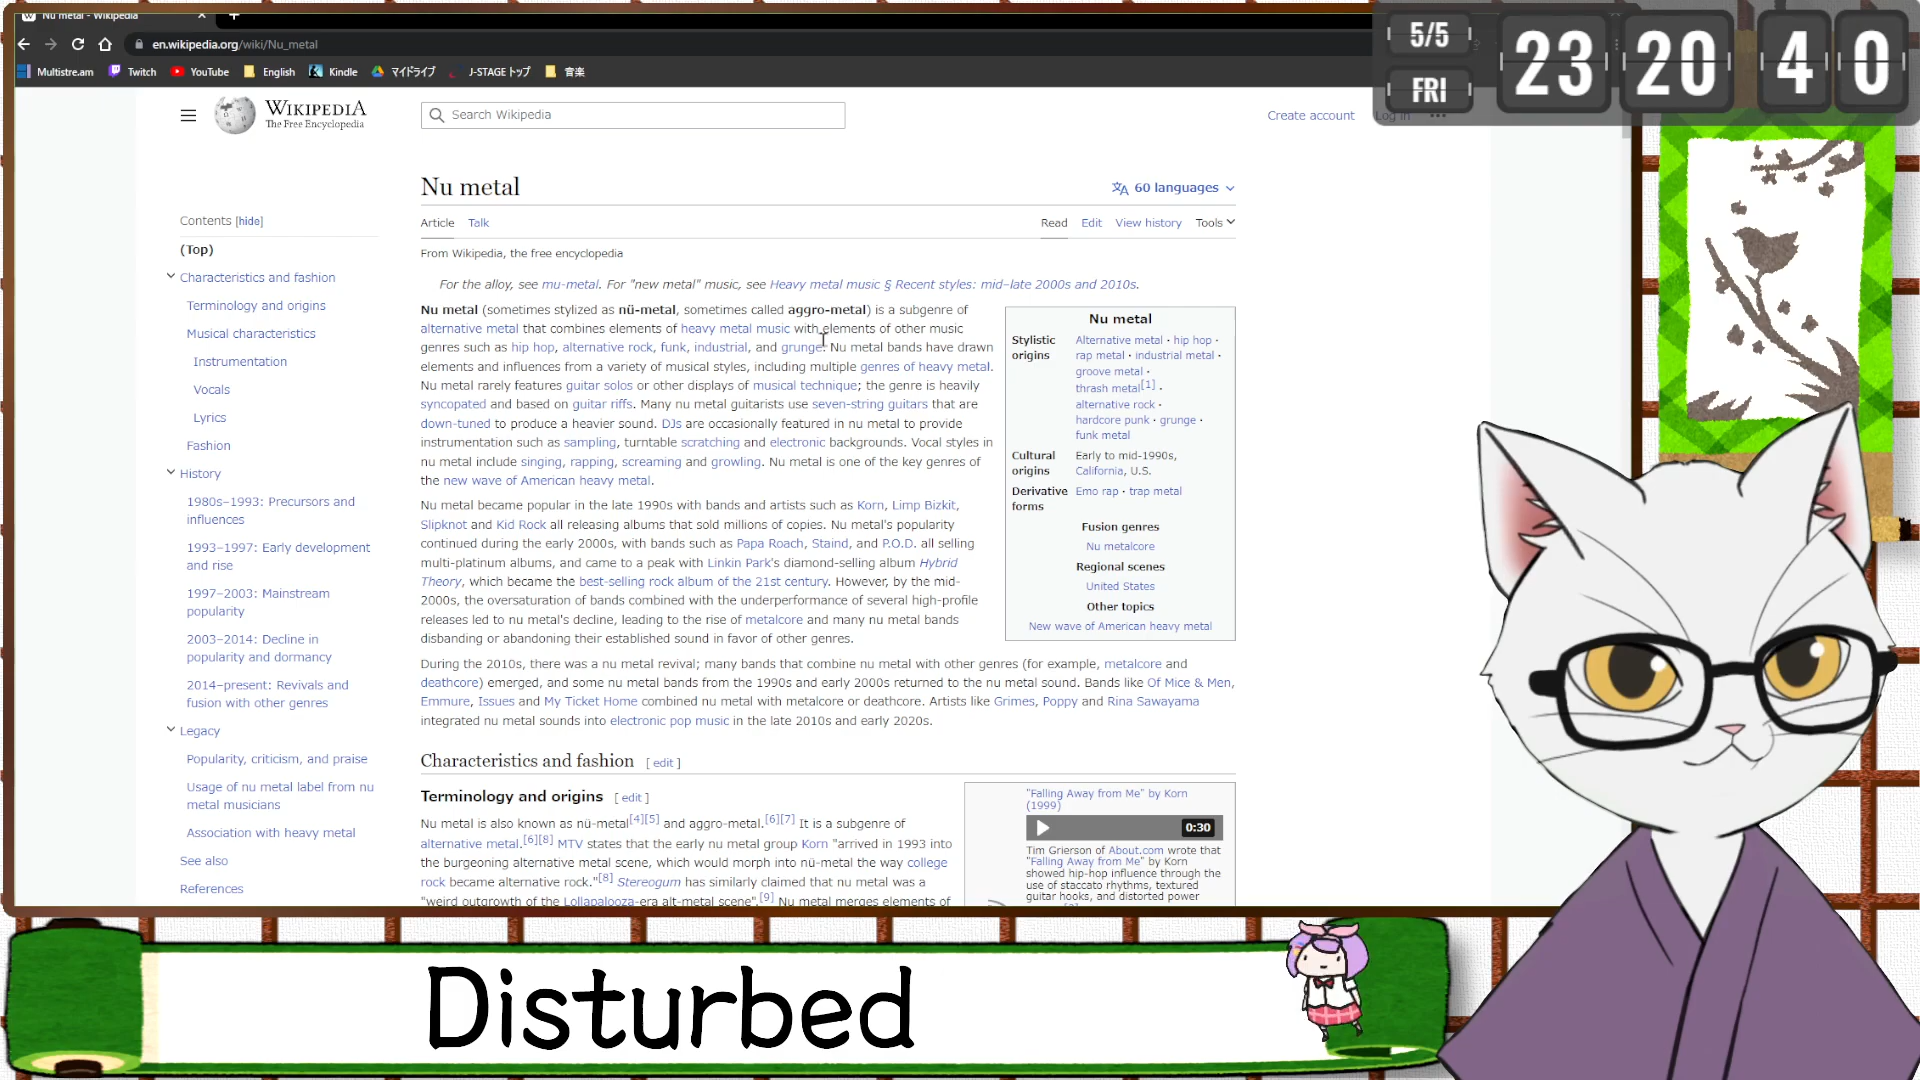 Nu metal - Wikipedia
en.wikipedia.org/wiki/Nu_metal
Multistre.am Twitch YouTube English Kindle マイドライブ J-STAGE トップ 音楽
5/5
FRI
23 20 40
WIKIPEDIA
The Free Encyclopedia
Search Wikipedia
Create account Log in
Nu metal
60 languages
Article Talk
Read Edit View history Tools
From Wikipedia, the free encyclopedia
Contents [hide]
(Top)
Characteristics and fashion
Terminology and origins
Musical characteristics
Instrumentation
Vocals
Lyrics
Fashion
History
1980s–1993: Precursors and
influences
1993–1997: Early development
and rise
1997–2003: Mainstream
popularity
2003–2014: Decline in
popularity and dormancy
2014–present: Revivals and
fusion with other genres
Legacy
Popularity, criticism, and praise
Usage of nu metal label from nu
metal musicians
Association with heavy metal
See also
References
For the alloy, see mu-metal. For "new metal" music, see Heavy metal music § Recent styles: mid–late 2000s and 2010s.
Nu metal (sometimes stylized as nü-metal, sometimes called aggro-metal) is a subgenre of
alternative metal that combines elements of heavy metal music with elements of other music
genres such as hip hop, alternative rock, funk, industrial, and grunge. Nu metal bands have drawn
elements and influences from a variety of musical styles, including multiple genres of heavy metal.
Nu metal rarely features guitar solos or other displays of musical technique; the genre is heavily
syncopated and based on guitar riffs. Many nu metal guitarists use seven-string guitars that are
down-tuned to produce a heavier sound. DJs are occasionally featured in nu metal to provide
instrumentation such as sampling, turntable scratching and electronic backgrounds. Vocal styles in
nu metal include singing, rapping, screaming and growling. Nu metal is one of the key genres of
the new wave of American heavy metal.
Nu metal became popular in the late 1990s with bands and artists such as Korn, Limp Bizkit,
Slipknot and Kid Rock all releasing albums that sold millions of copies. Nu metal's popularity
continued during the early 2000s, with bands such as Papa Roach, Staind, and P.O.D. all selling
multi-platinum albums, and came to a peak with Linkin Park's diamond-selling album Hybrid
Theory, which became the best-selling rock album of the 21st century. However, by the mid-
2000s, the oversaturation of bands combined with the underperformance of several high-profile
releases led to nu metal's decline, leading to the rise of metalcore and many nu metal bands
disbanding or abandoning their established sound in favor of other genres.
During the 2010s, there was a nu metal revival; many bands that combine nu metal with other genres (for example, metalcore and
deathcore) emerged, and some nu metal bands from the 1990s and early 2000s returned to the nu metal sound. Bands like Of Mice & Men,
Emmure, Issues and My Ticket Home combined nu metal with metalcore or deathcore. Artists like Grimes, Poppy and Rina Sawayama
integrated nu metal sounds into electronic pop music in the late 2010s and early 2020s.
Nu metal
Stylistic origins
Alternative metal · hip hop ·
rap metal · industrial metal ·
groove metal ·
thrash metal[1] ·
alternative rock ·
hardcore punk · grunge ·
funk metal
Cultural origins
Early to mid-1990s,
California, U.S.
Derivative forms
Emo rap · trap metal
Fusion genres
Nu metalcore
Regional scenes
United States
Other topics
New wave of American heavy metal
Characteristics and fashion [ edit ]
Terminology and origins [ edit ]
Nu metal is also known as nü-metal[4][5] and aggro-metal.[6][7] It is a subgenre of
alternative metal.[6][8] MTV states that the early nu metal group Korn "arrived in 1993 into
the burgeoning alternative metal scene, which would morph into nü-metal the way college
rock became alternative rock."[8] Stereogum has similarly claimed that nu metal was a
"weird outgrowth of the Lollapalooza-era alt-metal scene".[9] Nu metal merges elements of
"Falling Away from Me" by Korn
(1999)
0:30
Tim Grierson of About.com wrote that
"Falling Away from Me" by Korn
showed hip-hop influence through the
use of staccato rhythms, textured
guitar hooks, and distorted power
Disturbed